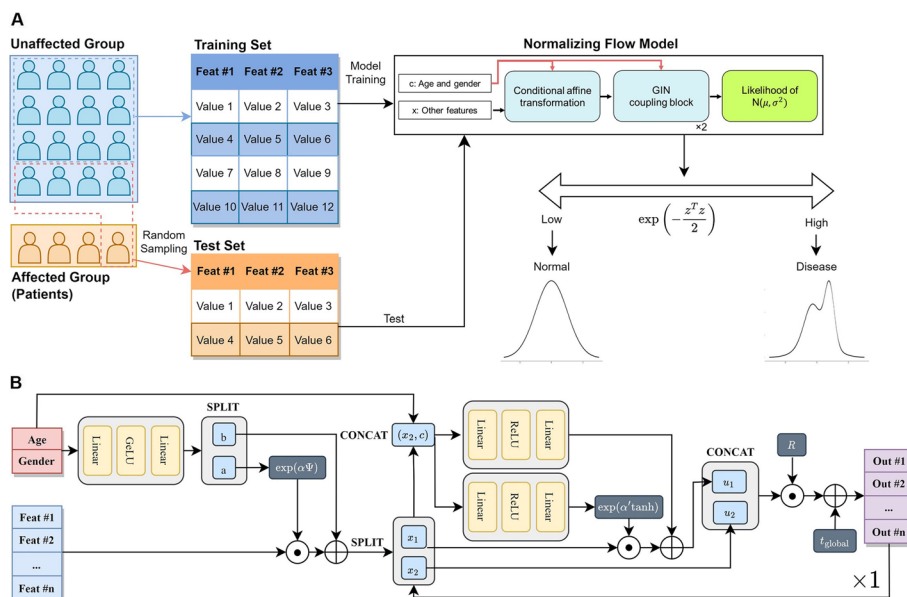 A
Unaffected Group
Training Set
Feat #1 Feat #2 Feat #3
Value 1 Value 2 Value 3
Value 4 Value 5 Value 6
Value 7 Value 8 Value 9
Value 10 Value 11 Value 12
Model
Training
Normalizing Flow Model
c: Age and gender
x: Other features
Conditional affine
transformation
GIN
coupling block
×2
Likelihood of
N(μ, σ²)
exp(−zᵀz/2)
Low
High
Normal
Disease
Random
Sampling
Affected Group
(Patients)
Test Set
Feat #1 Feat #2 Feat #3
Value 1 Value 2 Value 3
Value 4 Value 5 Value 6
Test
B
Age
Gender
Linear
GeLU
Linear
SPLIT
b
a
exp(αΨ)
Feat #1
Feat #2
...
Feat #n
SPLIT
x₁
x₂
CONCAT
(x₂, c)
Linear
ReLU
Linear
Linear
ReLU
Linear
exp(α′tanh)
CONCAT
u₁
u₂
R
t_global
Out #1
Out #2
...
Out #n
×1